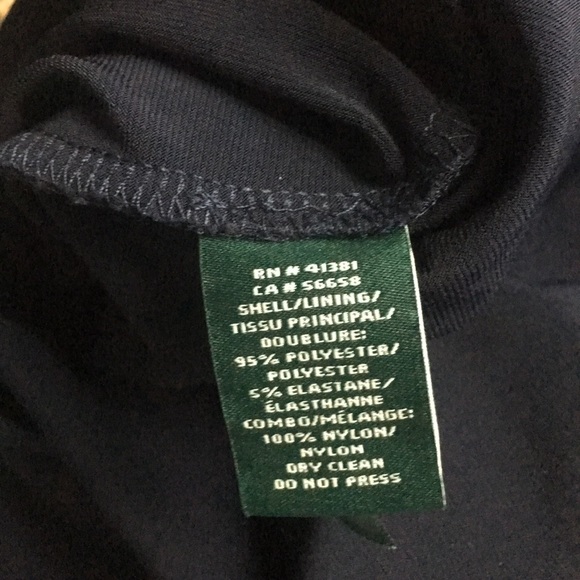 RN # 41381
CA # 56658
SHELL/LINING/
TISSU PRINCIPAL/
DOUBLURE:
95% POLYESTER/
POLYESTER
5% ELASTANE/
ÉLASTHANNE
COMBO/MÉLANGE:
100% NYLON/
NYLON
DRY CLEAN
DO NOT PRESS